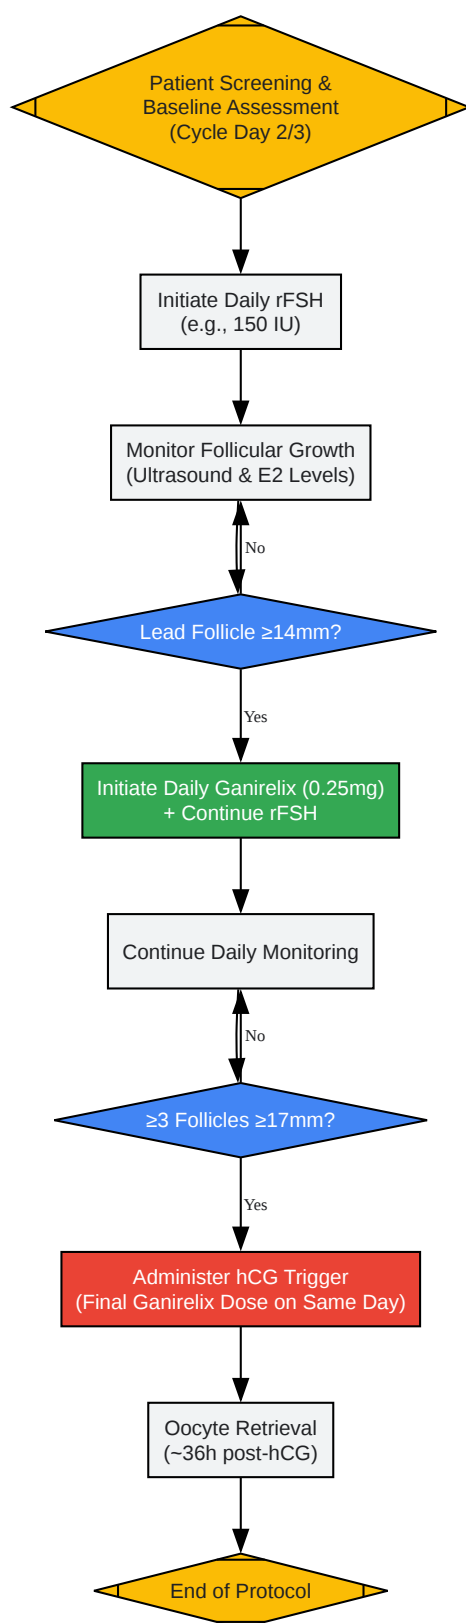 Patient Screening &
Baseline Assessment
(Cycle Day 2/3)
Initiate Daily rFSH
(e.g., 150 IU)
Monitor Follicular Growth
(Ultrasound & E2 Levels)
No
Lead Follicle ≥14mm?
Yes
Initiate Daily Ganirelix (0.25mg)
+ Continue rFSH
Continue Daily Monitoring
No
≥3 Follicles ≥17mm?
Yes
Administer hCG Trigger
(Final Ganirelix Dose on Same Day)
Oocyte Retrieval
(~36h post-hCG)
End of Protocol